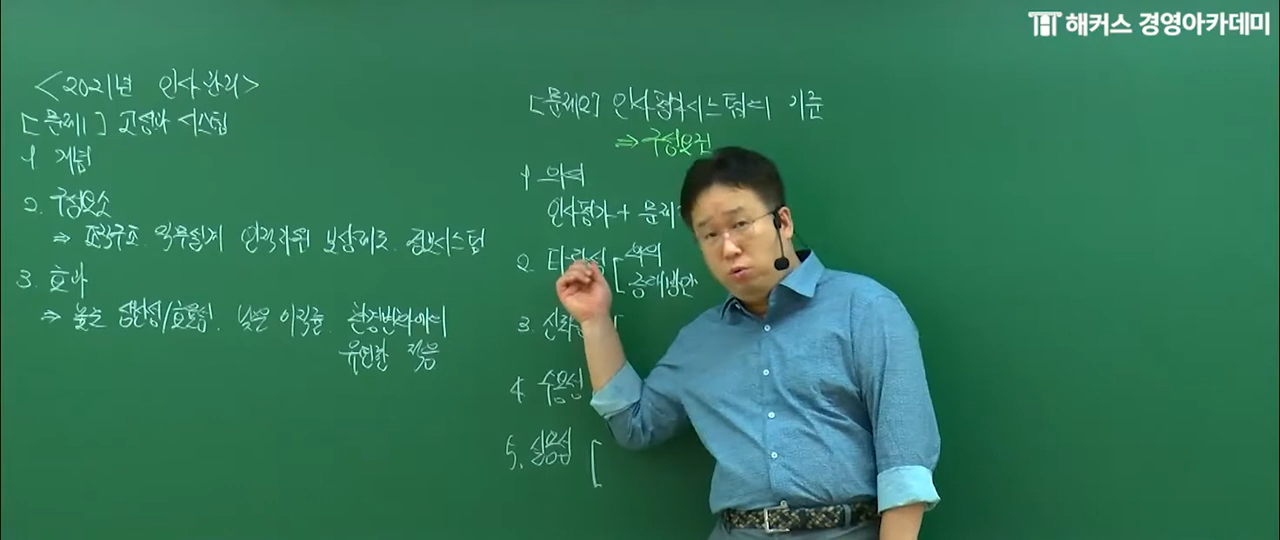 해커스 경영아카데미
<2021년 인사관리>
[문제1] 고성과 시스템
1 개념
2. 구성요소
⇒ 조직구조. 직무설계 인적자원 보상제도. 정보시스템
3. 효과
⇒ 높은 생산성/효율성. 낮은 이직률. 환경변화에의
유연한 적응
[문제2] 인사평가시스템의 기준
⇒ 구성요건
1 의의
인사평가 + 문제
2. 타당성 [ 의의
증대방안
3. 신뢰성 [
4. 수용성
5. 실용성 [